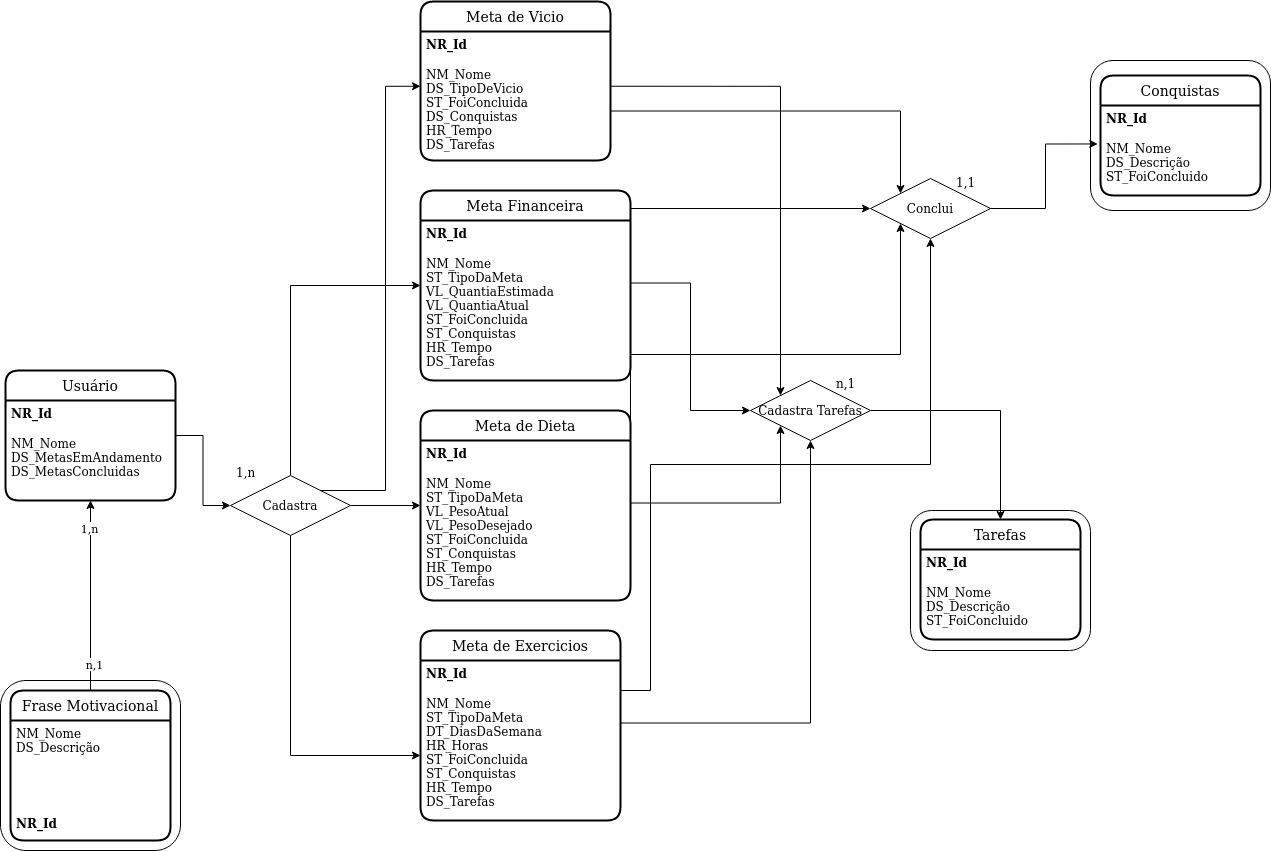 Meta de Vicio
NR_Id
NM_Nome
DS_TipoDeVicio
ST_FoiConcluida
DS_Conquistas
HR_Tempo
DS_Tarefas
Conquistas
NR_Id
NM_Nome
DS_Descrição
ST_FoiConcluido
1,1
Conclui
Meta Financeira
NR_Id
NM_Nome
ST_TipoDaMeta
VL_QuantiaEstimada
VL_QuantiaAtual
ST_FoiConcluida
ST_Conquistas
HR_Tempo
DS_Tarefas
Usuário
NR_Id
NM_Nome
DS_MetasEmAndamento
DS_MetasConcluidas
n,1
Cadastra Tarefas
1,n
Cadastra
Meta de Dieta
NR_Id
NM_Nome
ST_TipoDaMeta
VL_PesoAtual
VL_PesoDesejado
ST_FoiConcluida
ST_Conquistas
HR_Tempo
DS_Tarefas
1,n
n,1
Tarefas
NR_Id
NM_Nome
DS_Descrição
ST_FoiConcluido
Meta de Exercicios
NR_Id
NM_Nome
ST_TipoDaMeta
DT_DiasDaSemana
HR_Horas
ST_FoiConcluida
ST_Conquistas
HR_Tempo
DS_Tarefas
Frase Motivacional
NM_Nome
DS_Descrição
NR_Id